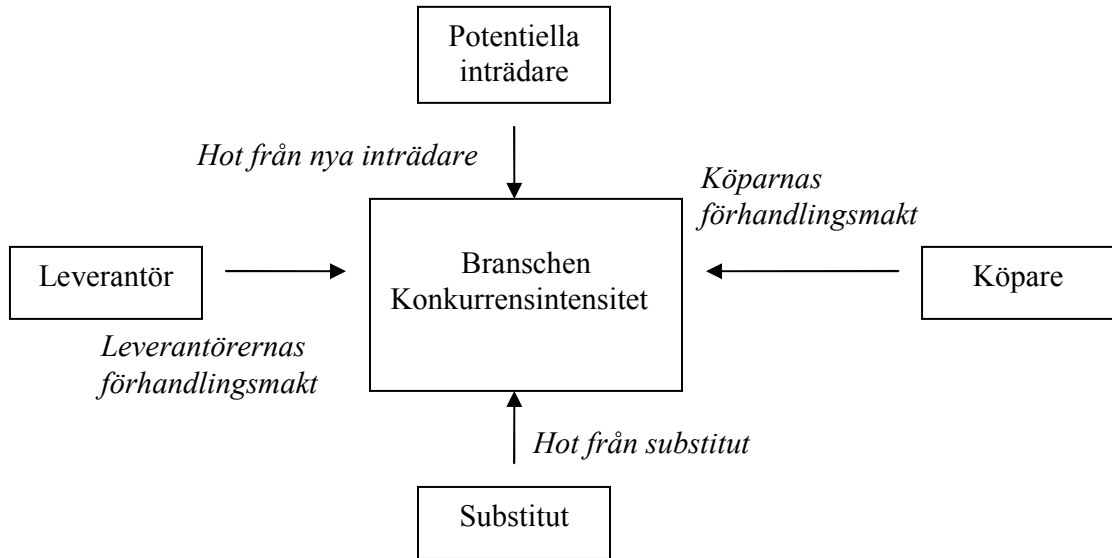 Potentiella
inträdare
Hot från nya inträdare
Köparnas
förhandlingsmakt
Leverantör
Branschen
Konkurrensintensitet
Köpare
Leverantörernas
förhandlingsmakt
Hot från substitut
Substitut